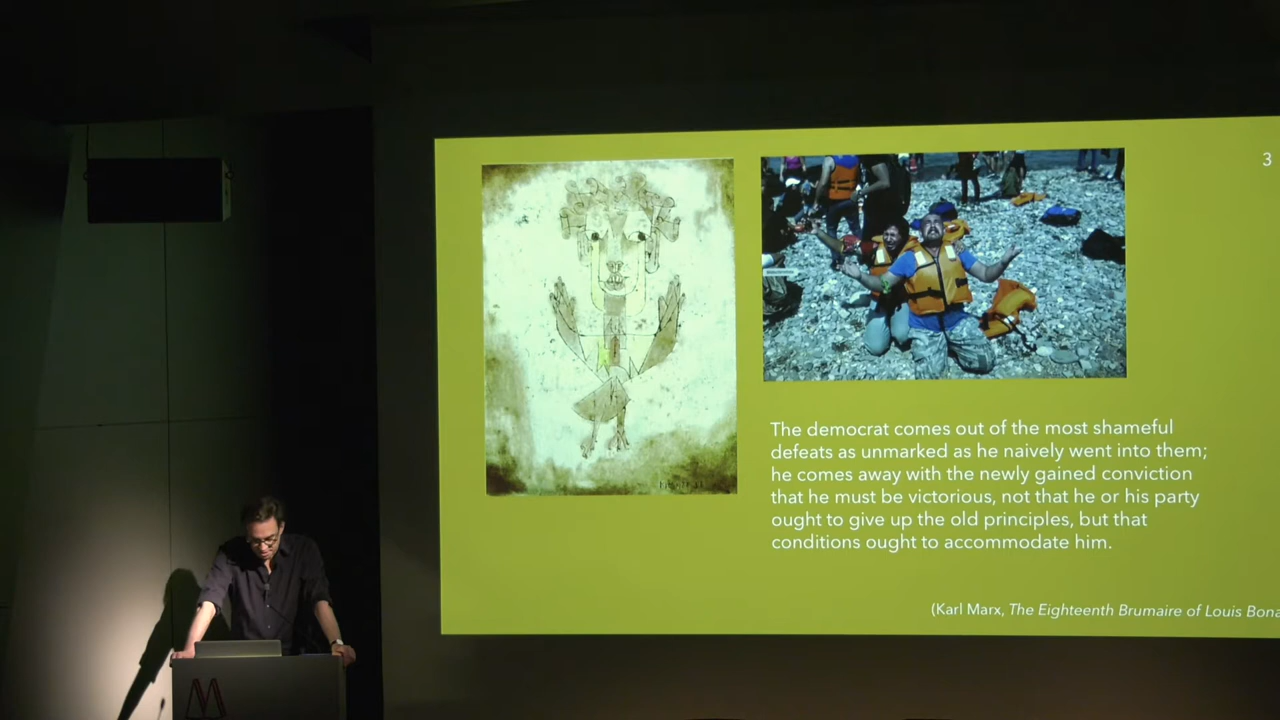 3
The democrat comes out of the most shameful
defeats as unmarked as he naively went into them;
he comes away with the newly gained conviction
that he must be victorious, not that he or his party
ought to give up the old principles, but that
conditions ought to accommodate him.
(Karl Marx, The Eighteenth Brumaire of Louis Bona
M